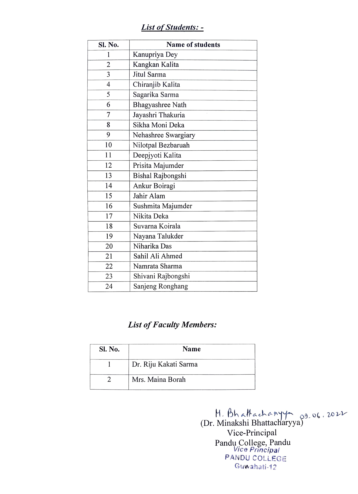 List of Students: -
Sl. No. Name of students
1 Kanupriya Dey
2 Kangkan Kalita
3 Jitul Sarma
4 Chiranjib Kalita
5 Sagarika Sarma
6 Bhagyashree Nath
7 Jayashri Thakuria
8 Sikha Moni Deka
9 Nehashree Swargiary
10 Nilotpal Bezbaruah
11 Deepjyoti Kalita
12 Prisita Majumder
13 Bishal Rajbongshi
14 Ankur Boiragi
15 Jahir Alam
16 Sushmita Majumder
17 Nikita Deka
18 Suvarna Koirala
19 Nayana Talukder
20 Niharika Das
21 Sahil Ali Ahmed
22 Namrata Sharma
23 Shivani Rajbongshi
24 Sanjeng Ronghang
List of Faculty Members:
Sl. No. Name
1 Dr. Riju Kakati Sarma
2 Mrs. Maina Borah
M. Bhattacharyya 09.06.2022
(Dr. Minakshi Bhattacharyya)
Vice-Principal
Pandu College, Pandu
Vice Principal
PANDU COLLEGE
Guwahati-12